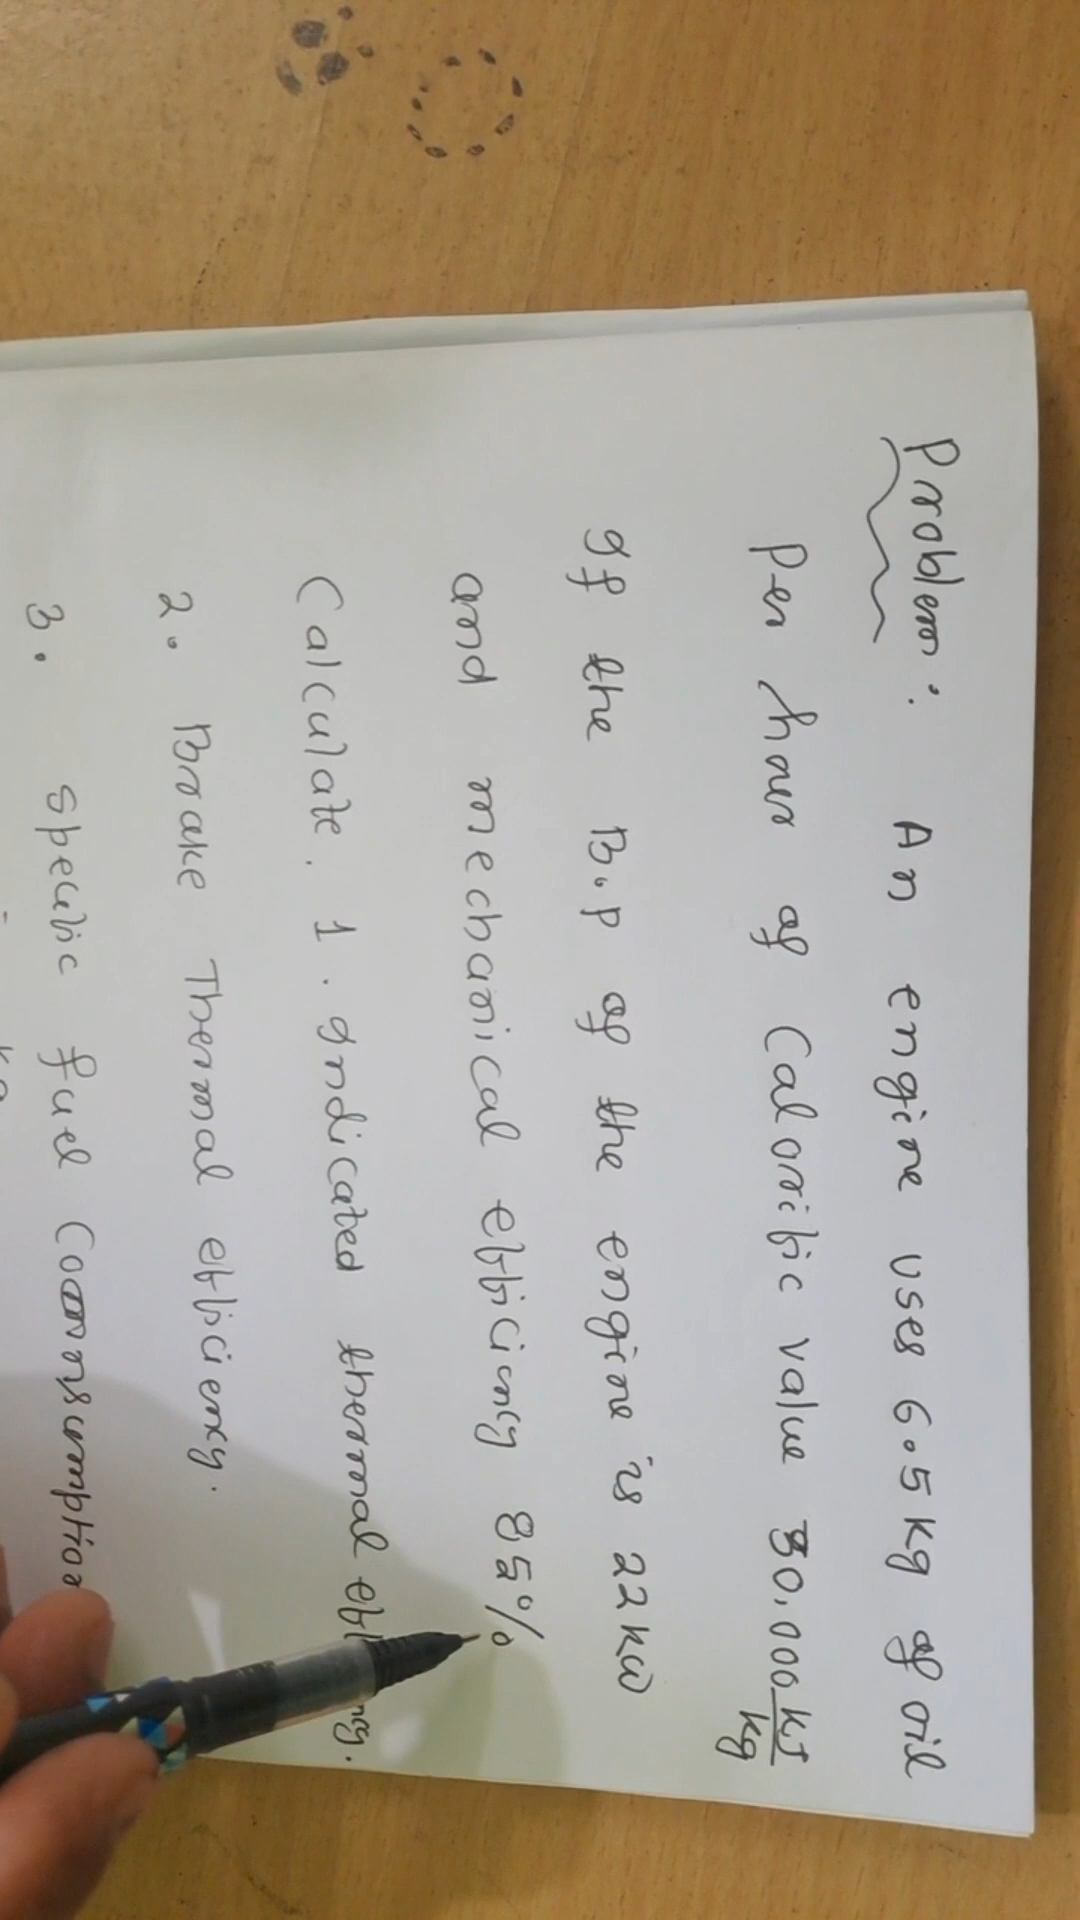 Problem : An engine uses 6.5 kg of oil
Per hour of Calorific value 30,000 kJ/kg
If the B.P of the engine is 22 kW
and mechanical efficiency 85%
Calculate. 1. Indicated thermal
2. Brake Thermal efficiency.
3. specific fuel Consumption